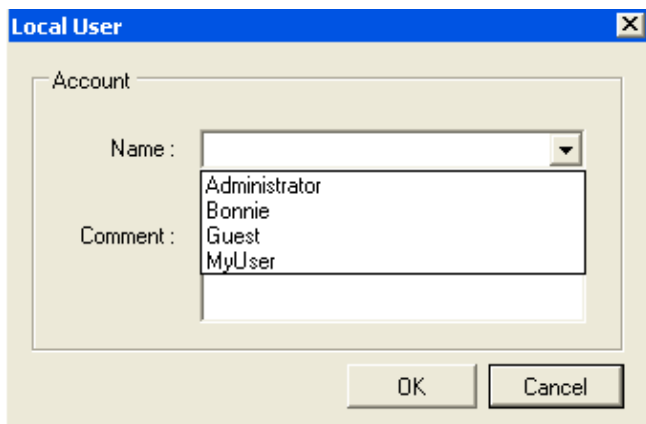 Local User
Account
Name :
Administrator
Bonnie
Guest
MyUser
Comment :
OK
Cancel